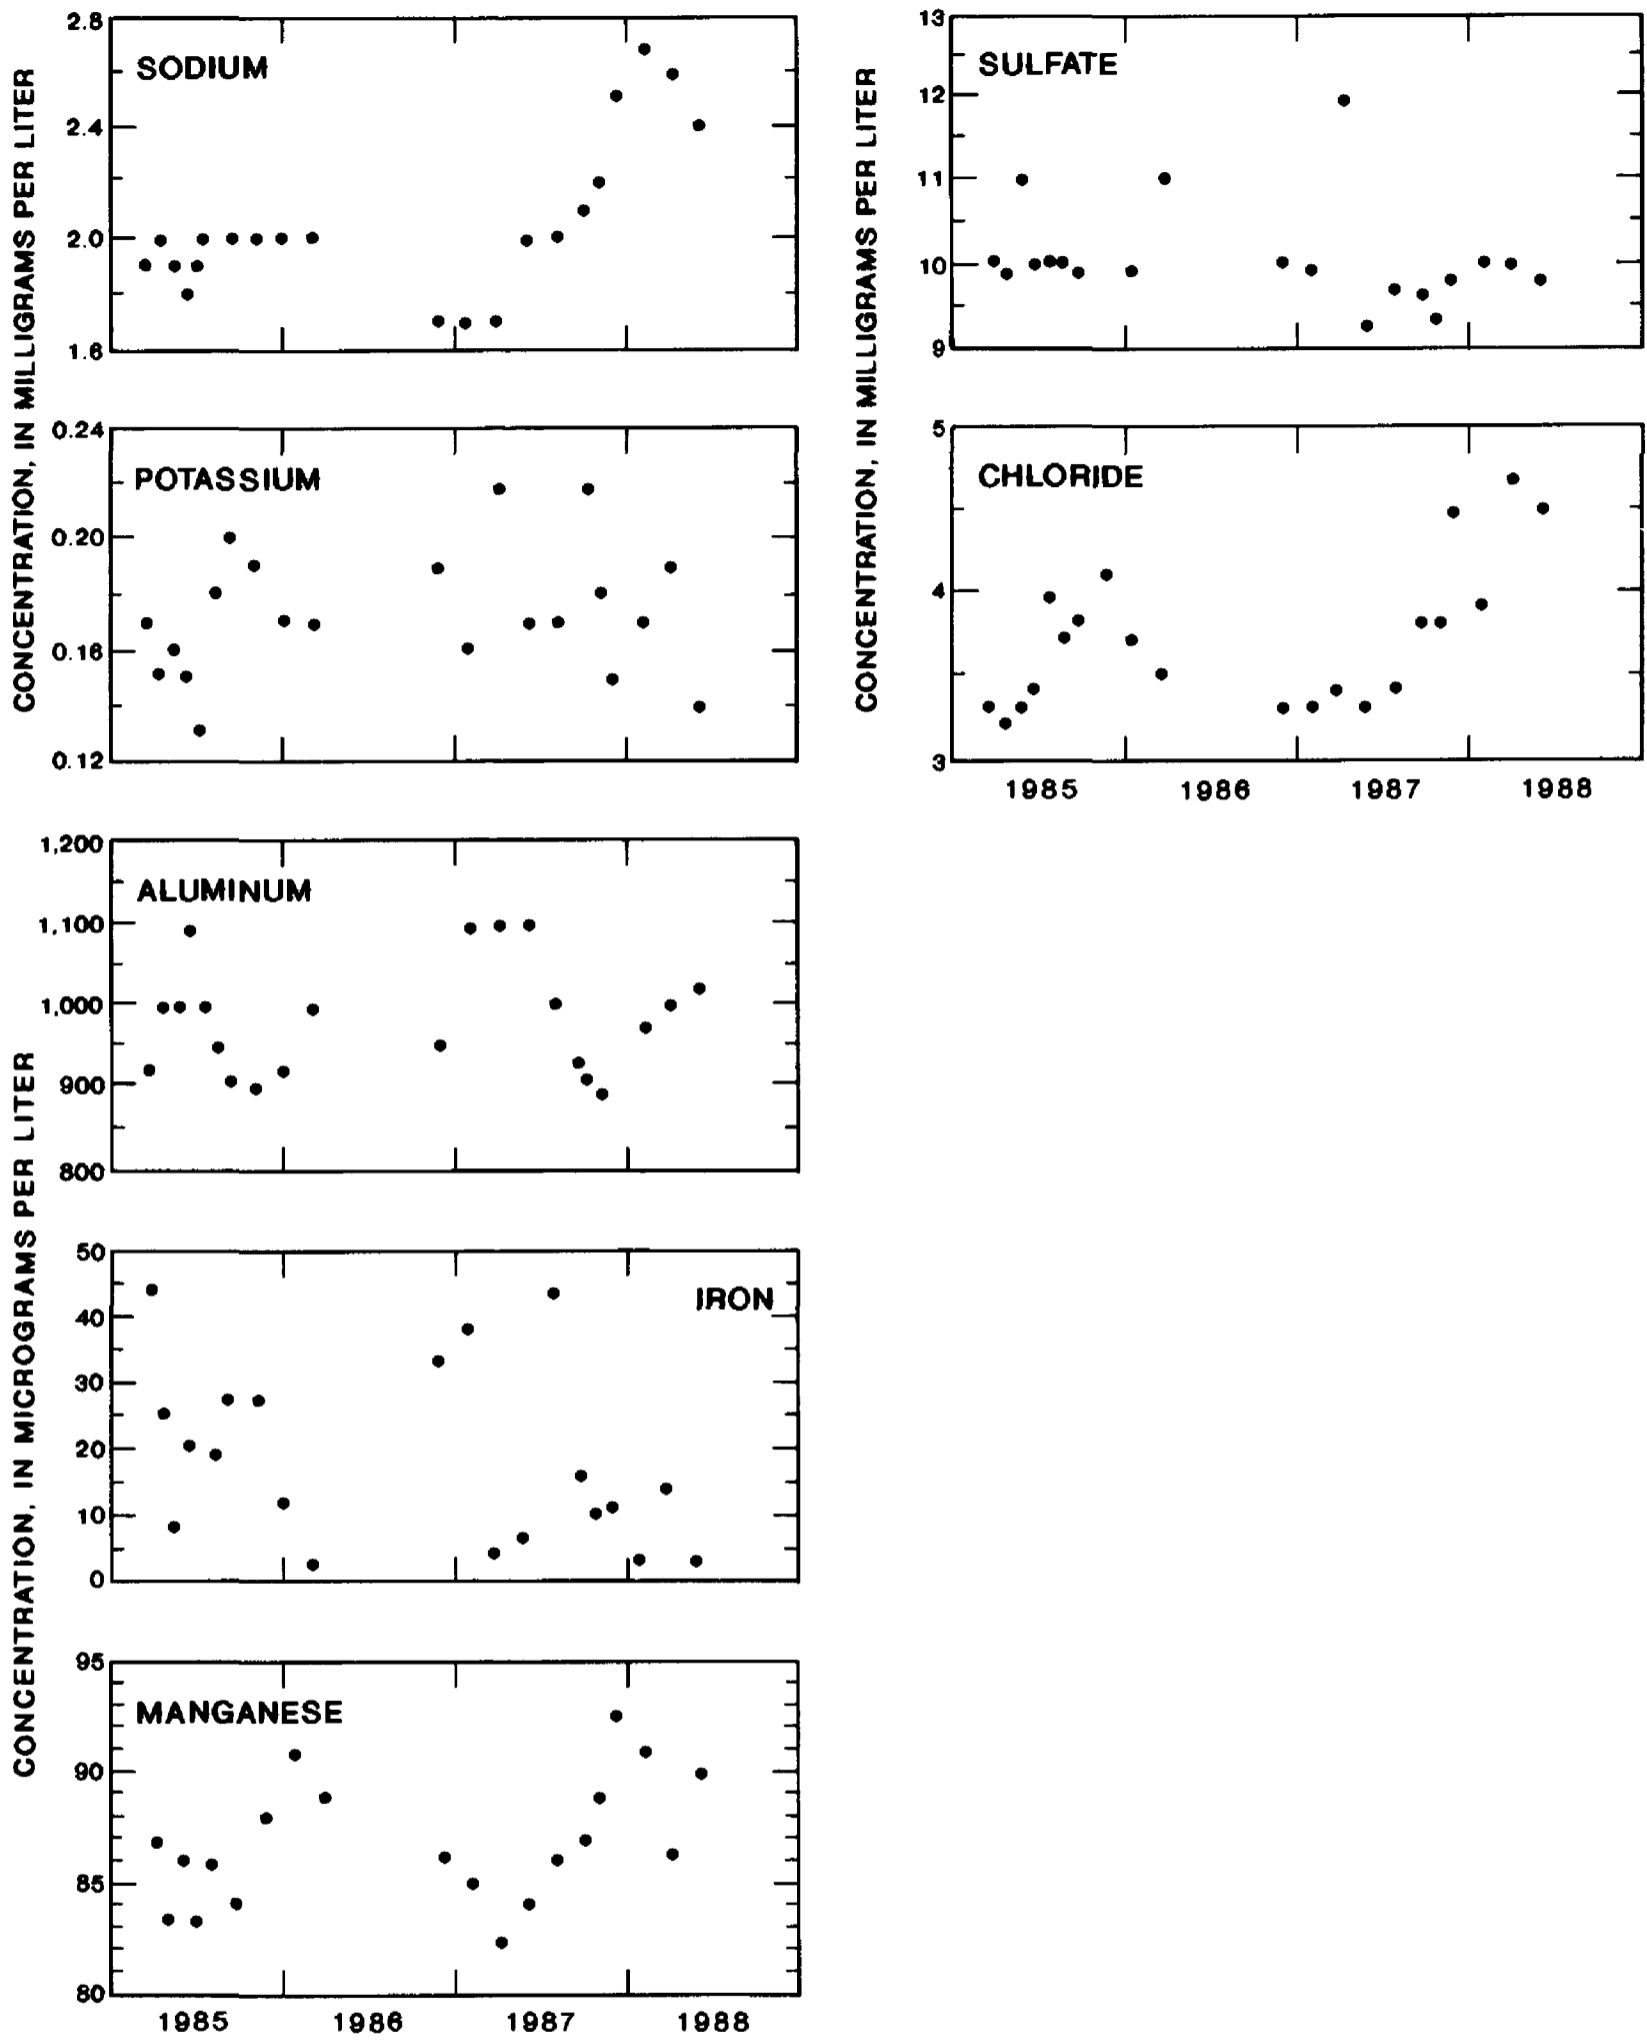 CONCENTRATION, IN MILLIGRAMS PER LITER
2.8
SODIUM
2.4
2.0
1.6
0.24
POTASSIUM
0.20
0.16
0.12
CONCENTRATION, IN MICROGRAMS PER LITER
1,200
ALUMINUM
1,100
1,000
900
800
50
IRON
40
30
20
10
0
95
MANGANESE
90
85
80
1985 1986 1987 1988
CONCENTRATION, IN MILLIGRAMS PER LITER
13
SULFATE
12
11
10
9
5
CHLORIDE
4
3
1985 1986 1987 1988